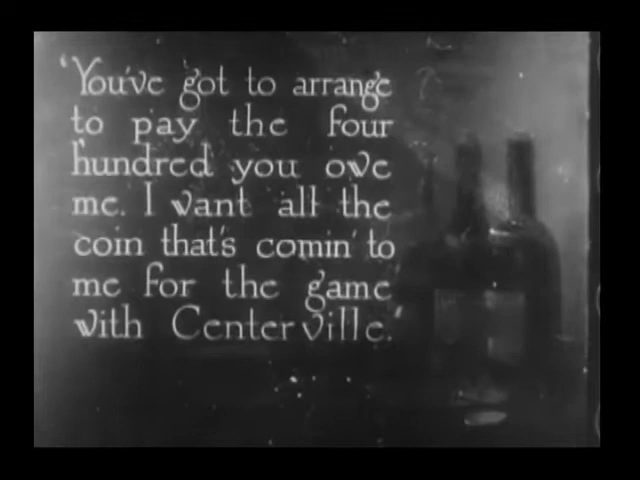 'You've got to arrange
to pay the four
hundred you owe
me. I want all the
coin that's comin' to
me for the game
with Centerville.'